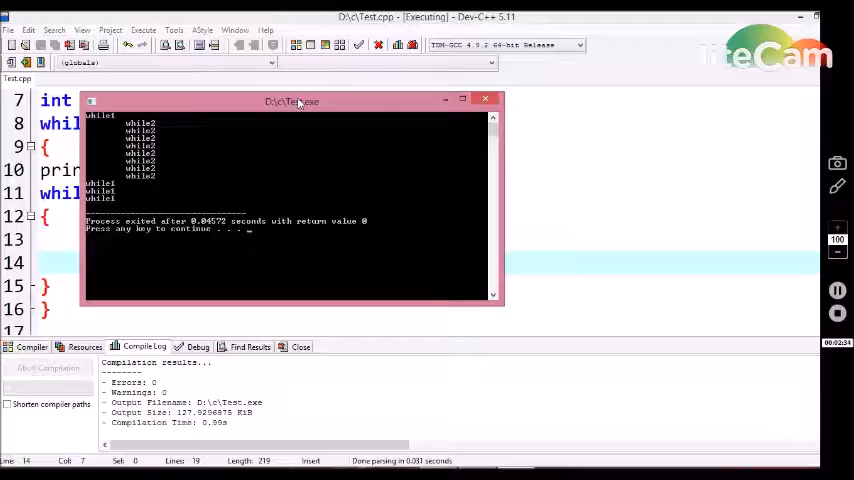 D:\c\Test.cpp - [Executing] - Dev-C++ 5.11
File Edit Search View Project Execute Tools AStyle Window Help
TDM-GCC 4.9.2 64-bit Release
liteCam
(globals)
Test.cpp
D:\c\Test.exe
7 int
8 whil
9 {
10 prin
11 whil
12 {
13
14
15 }
16 }
17
while1
while2
while2
while2
while2
while2
while2
while2
while2
while1
while1
while1
--------------------------------
Process exited after 0.04572 seconds with return value 0
Press any key to continue . . . _
100
00:02:34
Compiler Resources Compile Log Debug Find Results Close
Abort Compilation
Shorten compiler paths
Compilation results...
--------
- Errors: 0
- Warnings: 0
- Output Filename: D:\c\Test.exe
- Output Size: 127.9296875 KiB
- Compilation Time: 0.99s
Line: 14 Col: 7 Sel: 0 Lines: 19 Length: 219 Insert Done parsing in 0.031 seconds